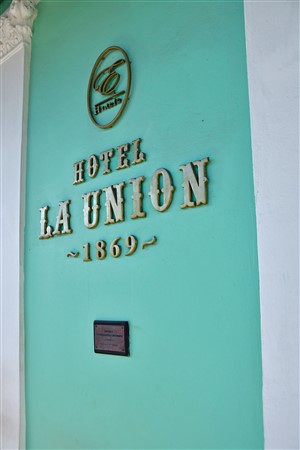 E
HOTEL
LA UNION
~1869~